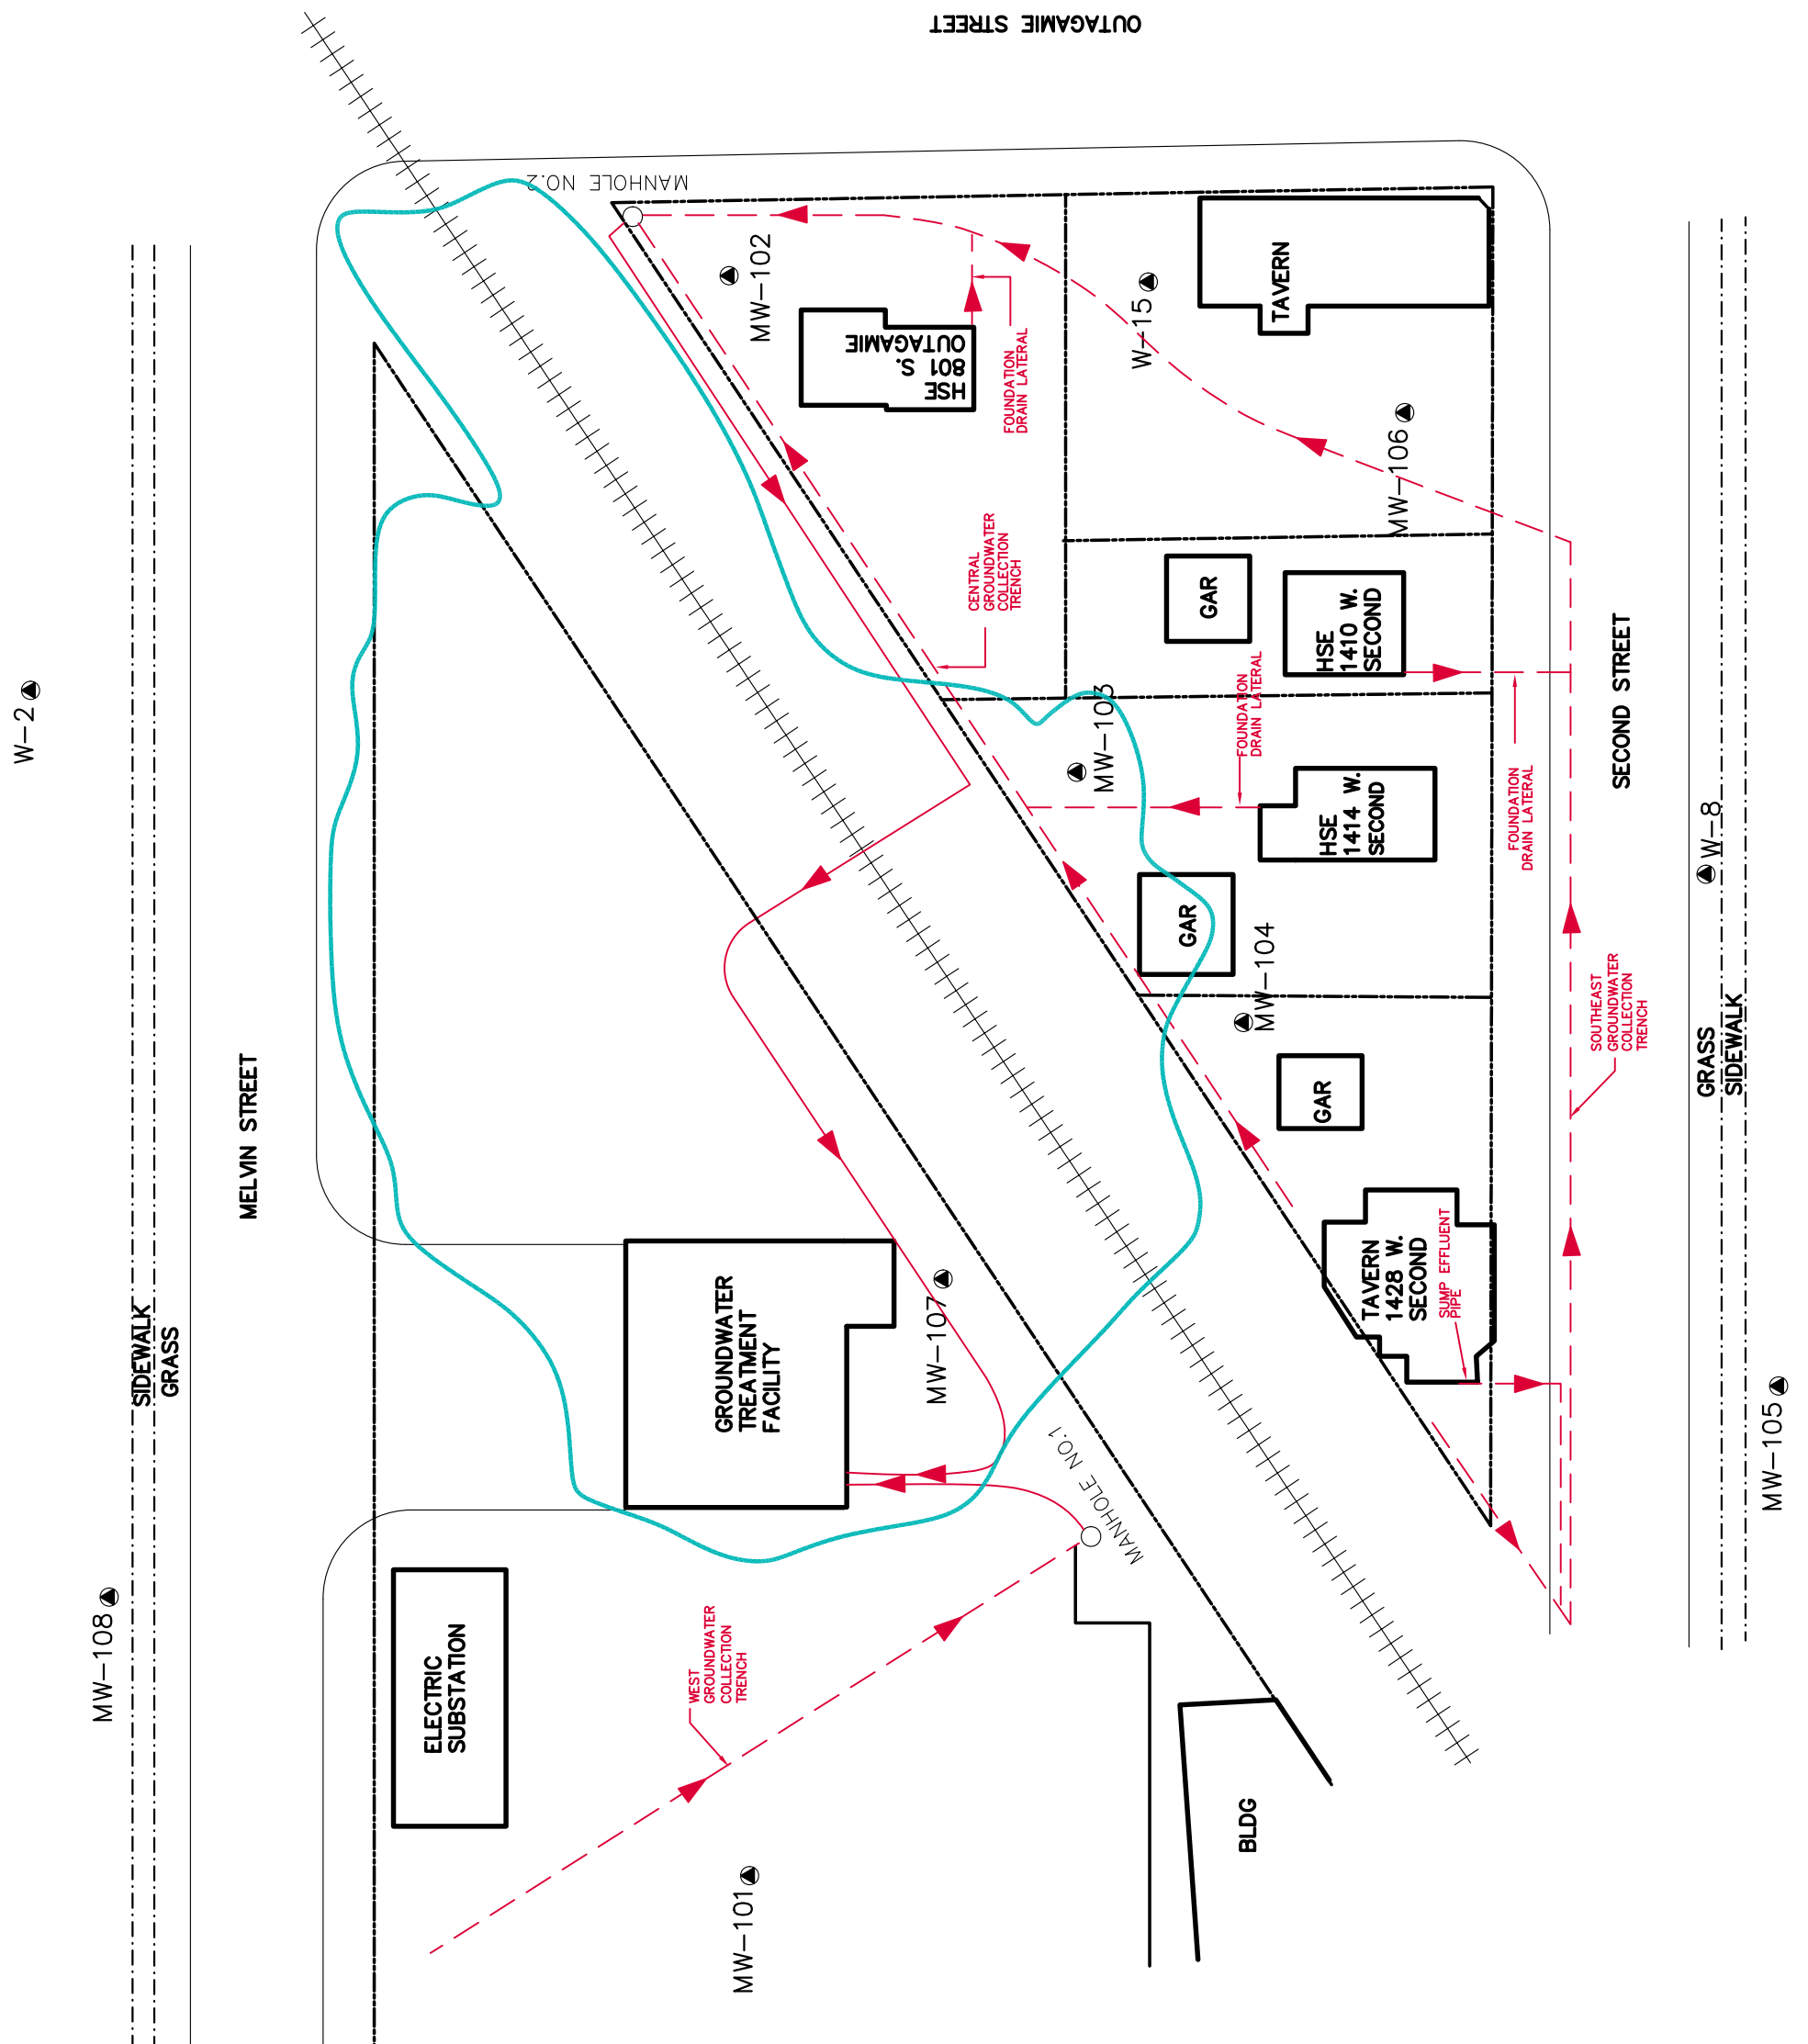 OUTAGAMIE STREET
MANHOLE NO.2
MW-102
HSE
801 S.
OUTAGAMIE
FOUNDATION
DRAIN LATERAL
W-15
TAVERN
MW-106
CENTRAL
GROUNDWATER
COLLECTION
TRENCH
GAR
HSE
1410 W.
SECOND
W-2
MW-103
FOUNDATION
DRAIN LATERAL
HSE
1414 W.
SECOND
FOUNDATION
DRAIN LATERAL
SECOND STREET
W-8
GAR
MW-104
SOUTHEAST
GROUNDWATER
COLLECTION
TRENCH
GRASS
SIDEWALK
MELVIN STREET
GAR
TAVERN
1428 W.
SECOND
SUMP EFFLUENT
PIPE
SIDEWALK
GRASS
GROUNDWATER
TREATMENT
FACILITY
MW-107
MANHOLE NO.1
MW-105
MW-108
ELECTRIC
SUBSTATION
WEST
GROUNDWATER
COLLECTION
TRENCH
BLDG
MW-101